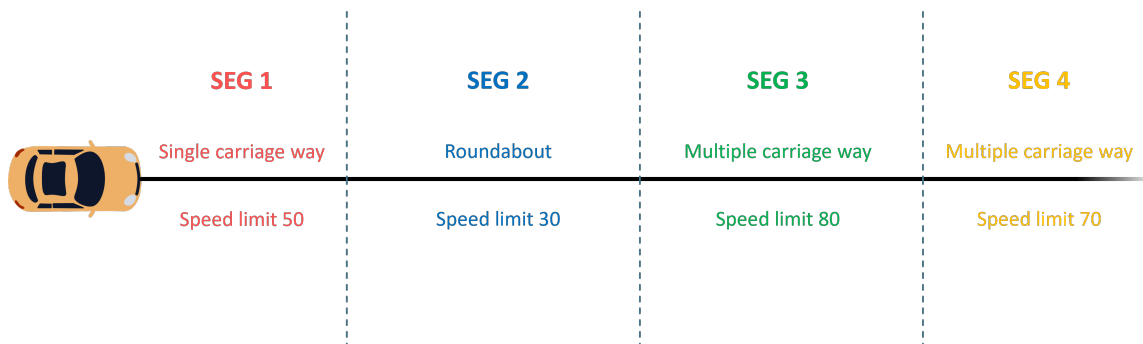 SEG 1
SEG 2
SEG 3
SEG 4
Single carriage way
Roundabout
Multiple carriage way
Multiple carriage way
Speed limit 50
Speed limit 30
Speed limit 80
Speed limit 70